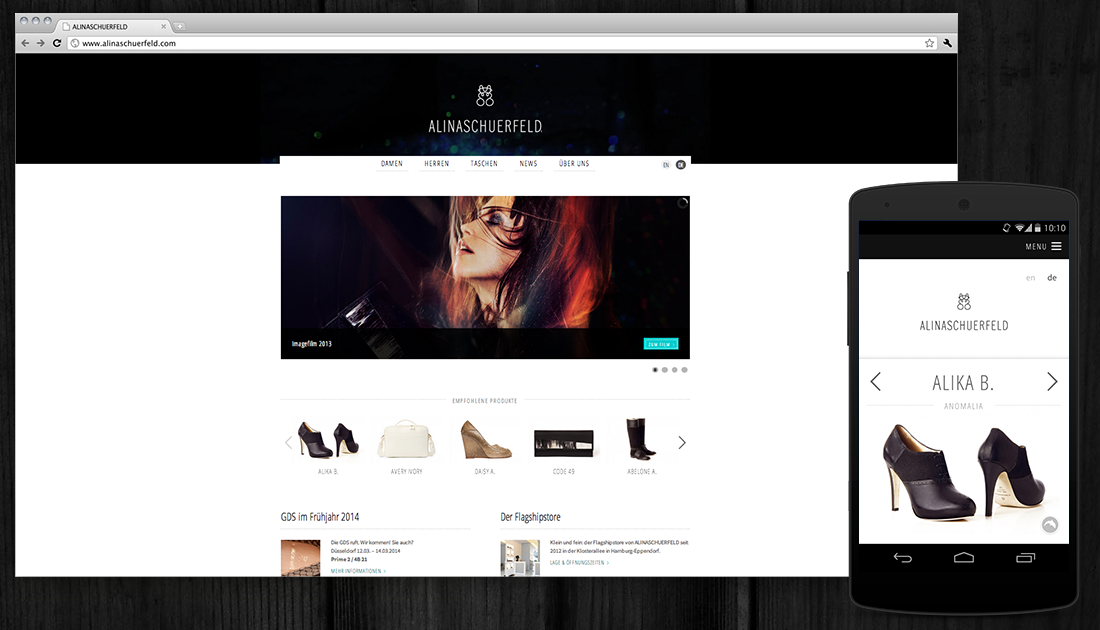 ALINASCHUERFELD
www.alinaschuerfeld.com
ALINASCHUERFELD
DAMEN HERREN TASCHEN NEWS ÜBER UNS EN DE
Imagefilm 2013 ZUM FILM
EMPFOHLENE PRODUKTE
ALIKA B. AVERY IVORY DAISY A. CODE 49 ABELONE A.
GDS im Frühjahr 2014
Die GDS ruft. Wir kommen! Sie auch?
Düsseldorf 12.03. – 14.03.2014
Prime 2 / 4B 21
MEHR INFORMATIONEN >
Der Flagshipstore
Klein und fein: der Flagshipstore von ALINASCHUERFELD seit
2012 in der Klosterallee in Hamburg-Eppendorf.
LAGE & ÖFFNUNGSZEITEN >
10:10
MENU
en de
ALINASCHUERFELD
ALIKA B.
ANOMALIA